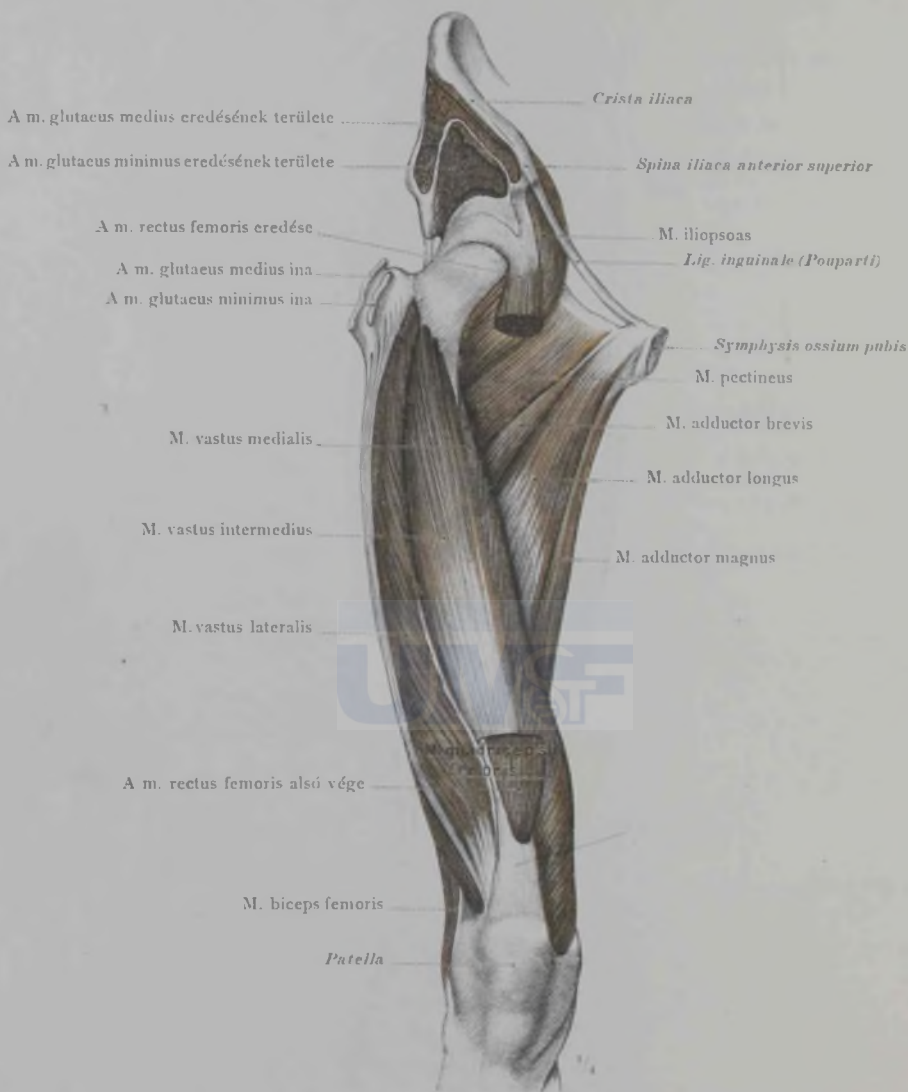 Crista iliaca
A m. glutaeus medius eredésének területe
A m. glutaeus minimus eredésének területe
Spina iliaca anterior superior
A m. rectus femoris eredése
M. iliopsoas
Lig. inguinale (Pouparti)
A m. glutaeus medius ina
A m. glutaeus minimus ina
Symphysis ossium pubis
M. pectineus
M. adductor brevis
M. vastus medialis
M. adductor longus
M. vastus intermedius
M. adductor magnus
M. vastus lateralis
A m. rectus femoris alsó vége
M. biceps femoris
Patella